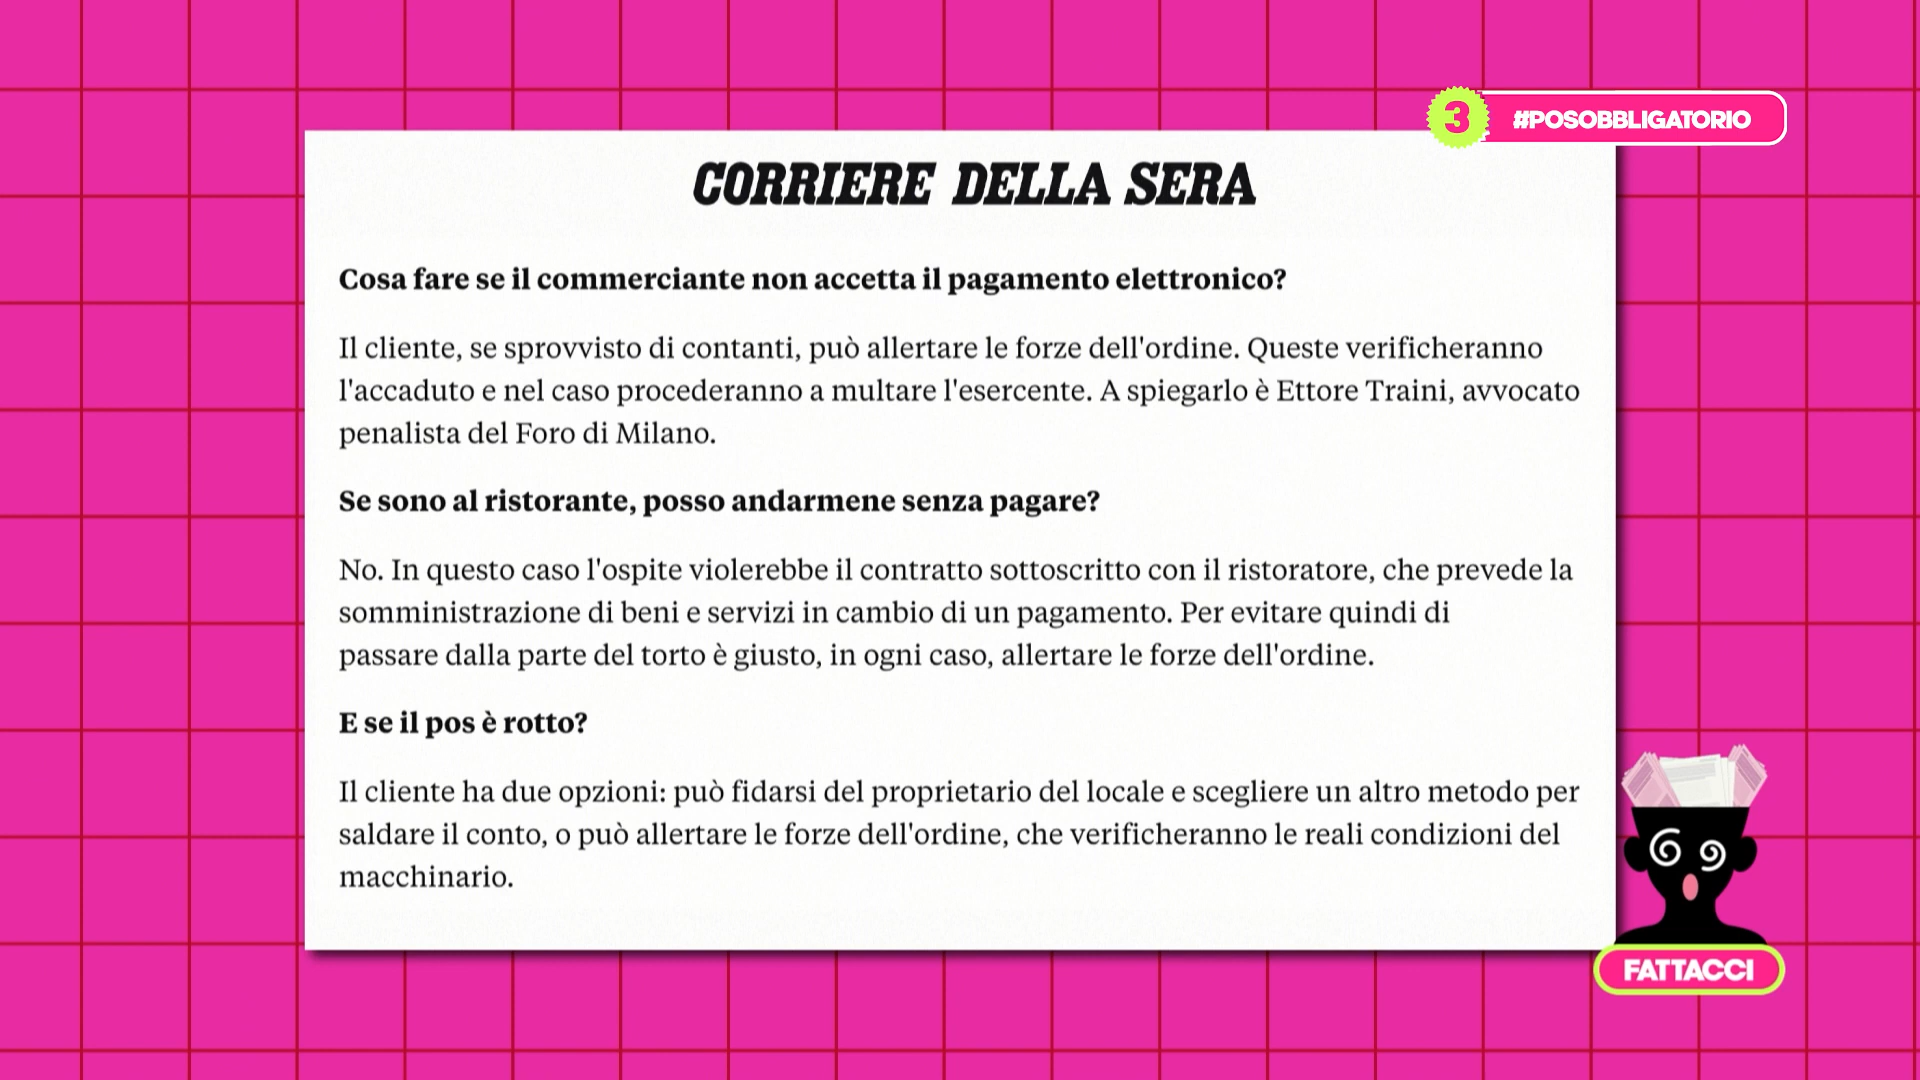 3 #POSOBBLIGATORIO
CORRIERE DELLA SERA
Cosa fare se il commerciante non accetta il pagamento elettronico?
Il cliente, se sprovvisto di contanti, può allertare le forze dell'ordine. Queste verificheranno
l'accaduto e nel caso procederanno a multare l'esercente. A spiegarlo è Ettore Traini, avvocato
penalista del Foro di Milano.
Se sono al ristorante, posso andarmene senza pagare?
No. In questo caso l'ospite violerebbe il contratto sottoscritto con il ristoratore, che prevede la
somministrazione di beni e servizi in cambio di un pagamento. Per evitare quindi di
passare dalla parte del torto è giusto, in ogni caso, allertare le forze dell'ordine.
E se il pos è rotto?
Il cliente ha due opzioni: può fidarsi del proprietario del locale e scegliere un altro metodo per
saldare il conto, o può allertare le forze dell'ordine, che verificheranno le reali condizioni del
macchinario.
FATTACCI